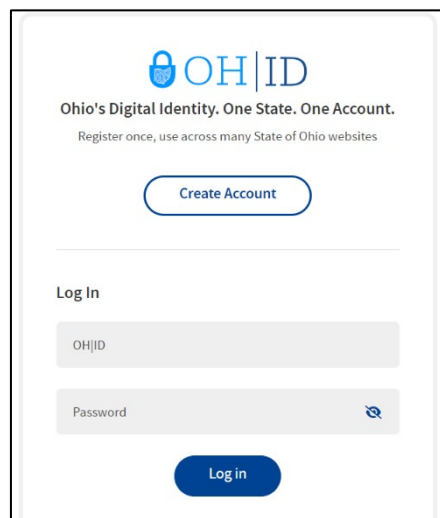 OH|ID
Ohio's Digital Identity. One State. One Account.
Register once, use across many State of Ohio websites
Create Account
Log In
OH|ID
Password
Log in